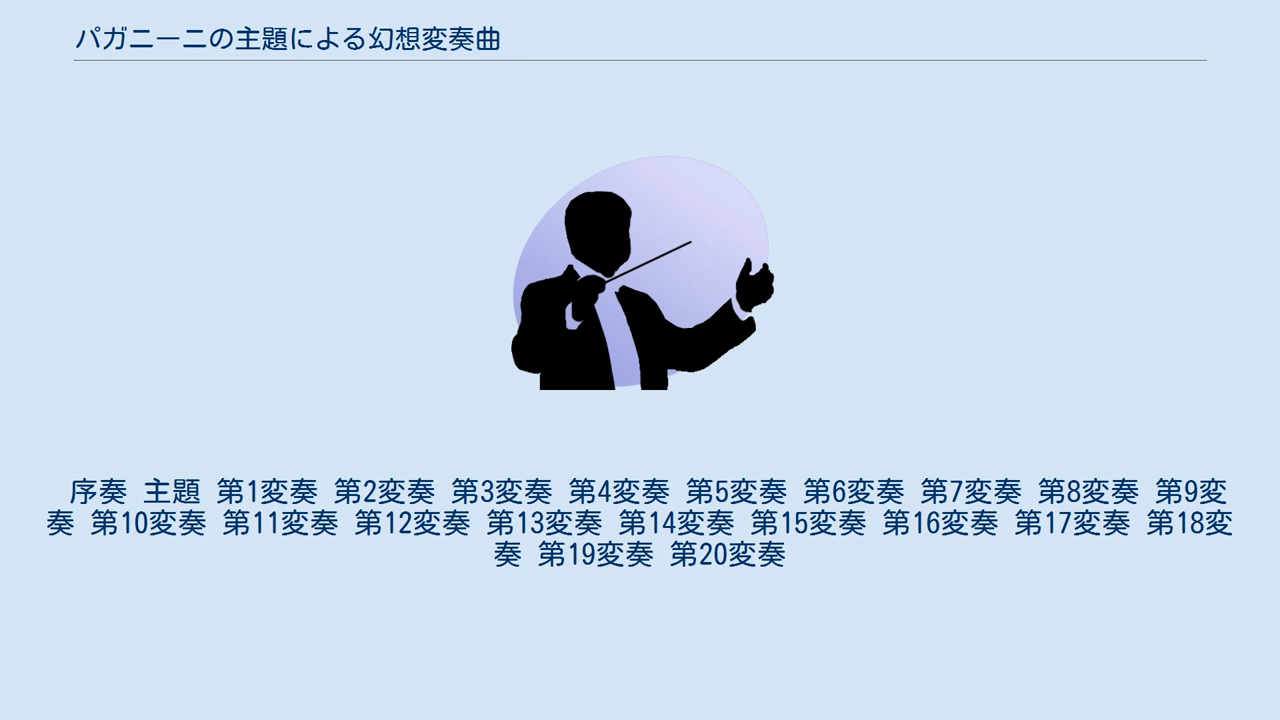 パガニーニの主題による幻想変奏曲
序奏 主題 第1変奏 第2変奏 第3変奏 第4変奏 第5変奏 第6変奏 第7変奏 第8変奏 第9変
奏 第10変奏 第11変奏 第12変奏 第13変奏 第14変奏 第15変奏 第16変奏 第17変奏 第18変
奏 第19変奏 第20変奏